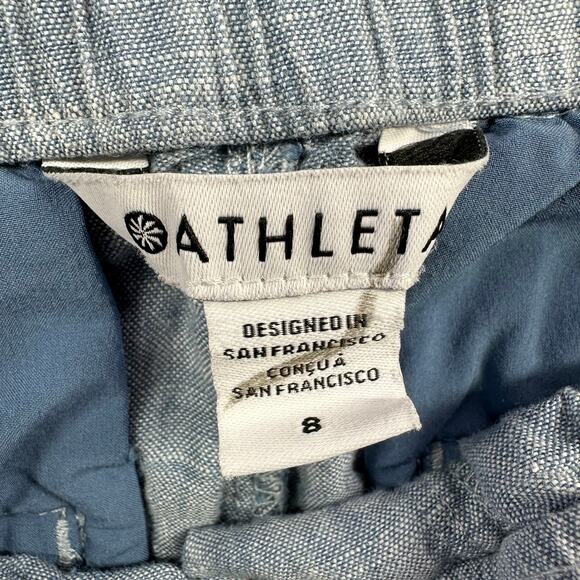 ATHLETA
DESIGNED IN
SAN FRANCISCO
CONÇU À
SAN FRANCISCO
8